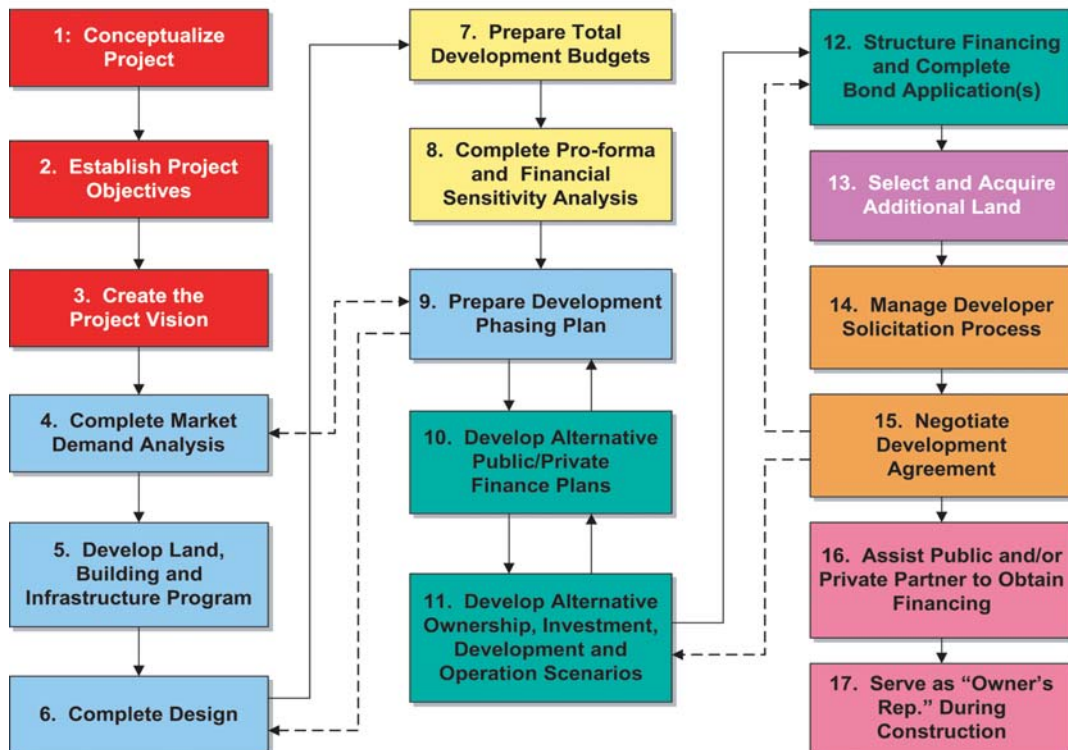 1: Conceptualize
Project
2. Establish Project
Objectives
3. Create the
Project Vision
4. Complete Market
Demand Analysis
5. Develop Land,
Building and
Infrastructure Program
6. Complete Design
7. Prepare Total
Development Budgets
8. Complete Pro-forma
and Financial
Sensitivity Analysis
9. Prepare Development
Phasing Plan
10. Develop Alternative
Public/Private
Finance Plans
11. Develop Alternative
Ownership, Investment,
Development and
Operation Scenarios
12. Structure Financing
and Complete
Bond Application(s)
13. Select and Acquire
Additional Land
14. Manage Developer
Solicitation Process
15. Negotiate
Development
Agreement
16. Assist Public and/or
Private Partner to Obtain
Financing
17. Serve as “Owner’s
Rep.” During
Construction